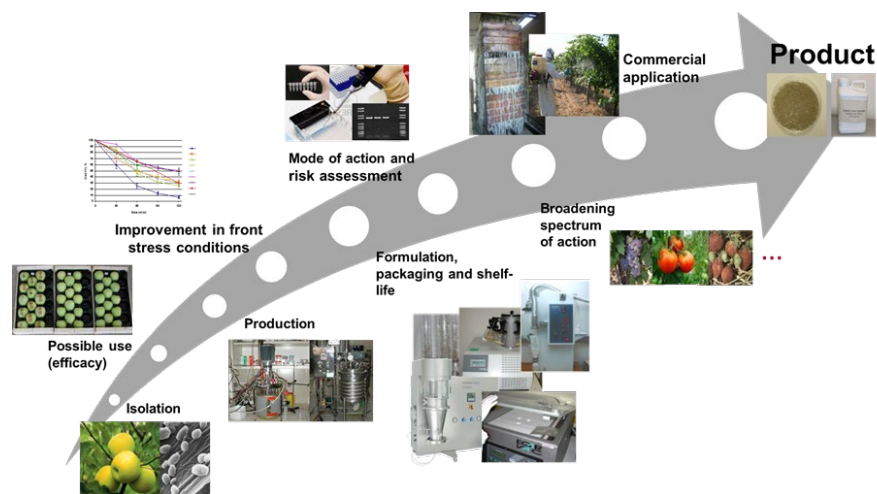 Product
Commercial
application
Mode of action and
risk assessment
Improvement in front
stress conditions
Broadening
spectrum
of action
...
Formulation,
packaging and shelf-
life
Production
Possible use
(efficacy)
Isolation